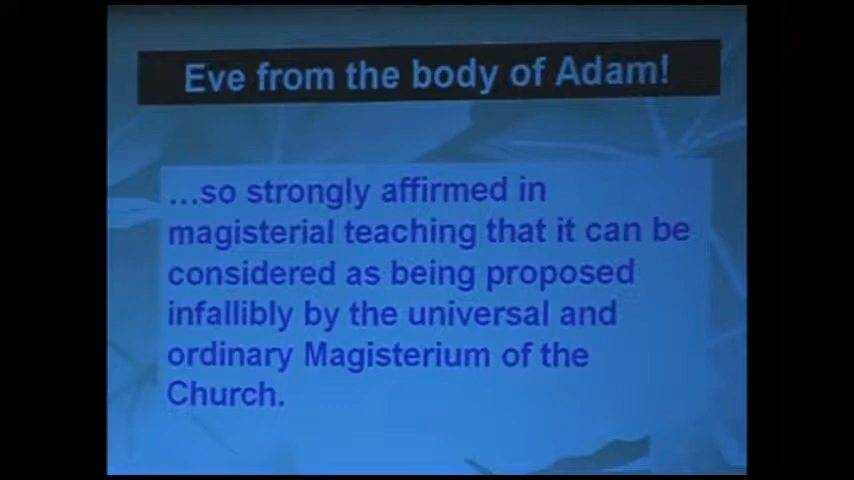 Eve from the body of Adam!
...so strongly affirmed in
magisterial teaching that it can be
considered as being proposed
infallibly by the universal and
ordinary Magisterium of the
Church.